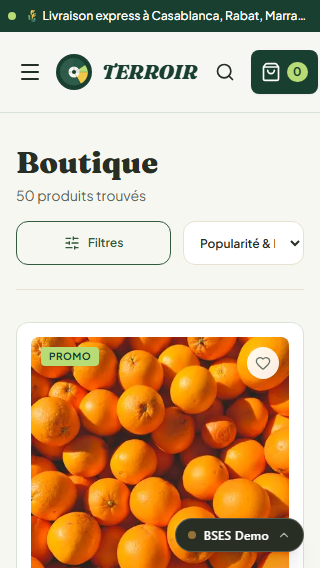 Livraison express à Casablanca, Rabat, Marra...
TERROIR
0
Boutique
50 produits trouvés
Filtres
Popularité &
PROMO
BSES Demo